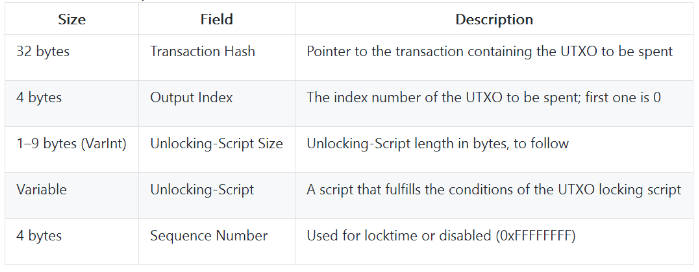 Size Field Description
32 bytes Transaction Hash Pointer to the transaction containing the UTXO to be spent
4 bytes Output Index The index number of the UTXO to be spent; first one is 0
1–9 bytes (VarInt) Unlocking-Script Size Unlocking-Script length in bytes, to follow
Variable Unlocking-Script A script that fulfills the conditions of the UTXO locking script
4 bytes Sequence Number Used for locktime or disabled (0xFFFFFFFF)